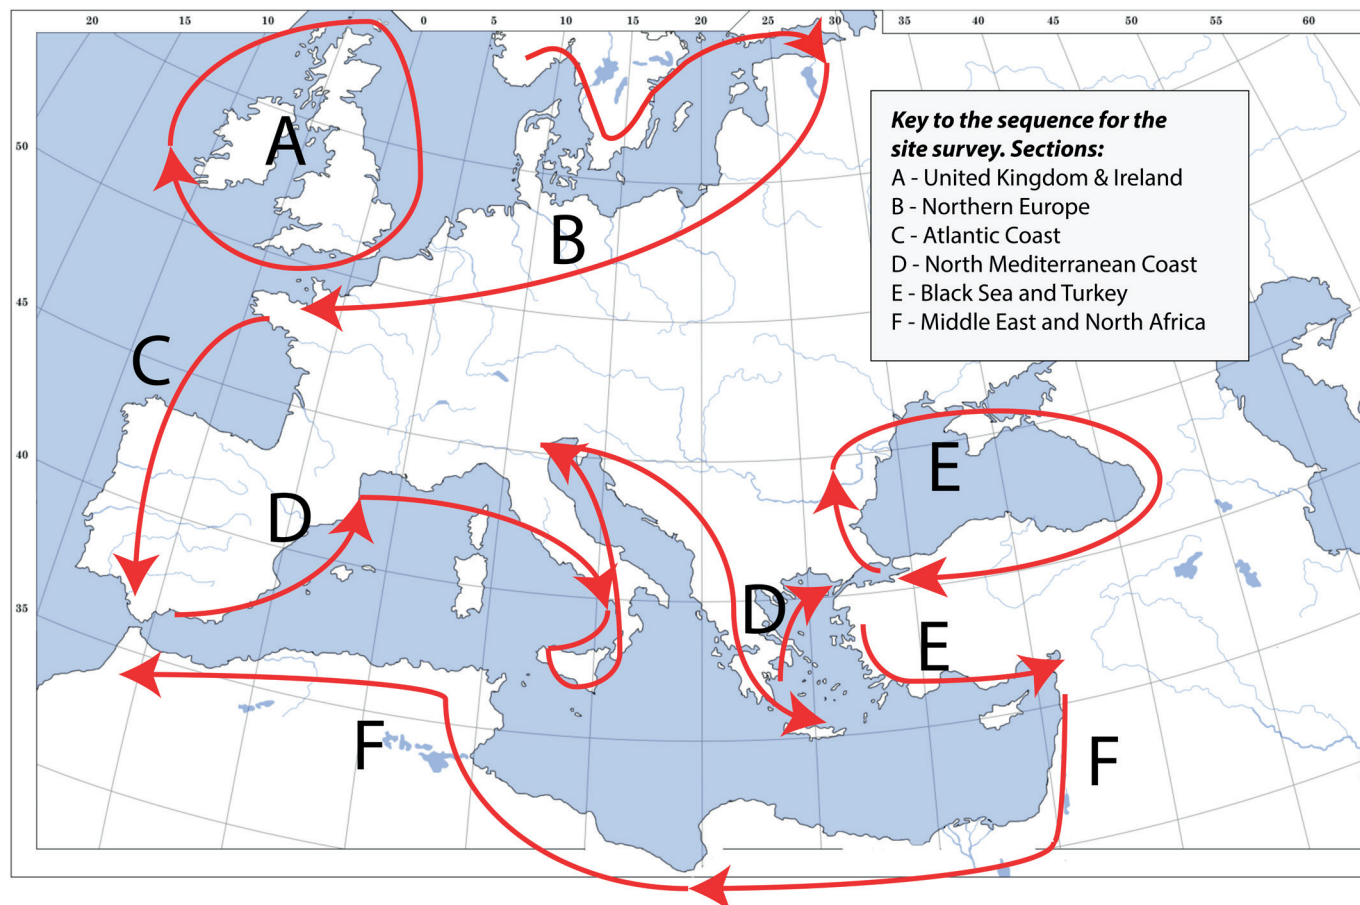 20 15 10 5 0 5 10 15 20 25 30 35 40 45 50 55 60
50
45
40
35
A
B
C
D
D
E
E
F
F
Key to the sequence for the
site survey. Sections:
A - United Kingdom & Ireland
B - Northern Europe
C - Atlantic Coast
D - North Mediterranean Coast
E - Black Sea and Turkey
F - Middle East and North Africa